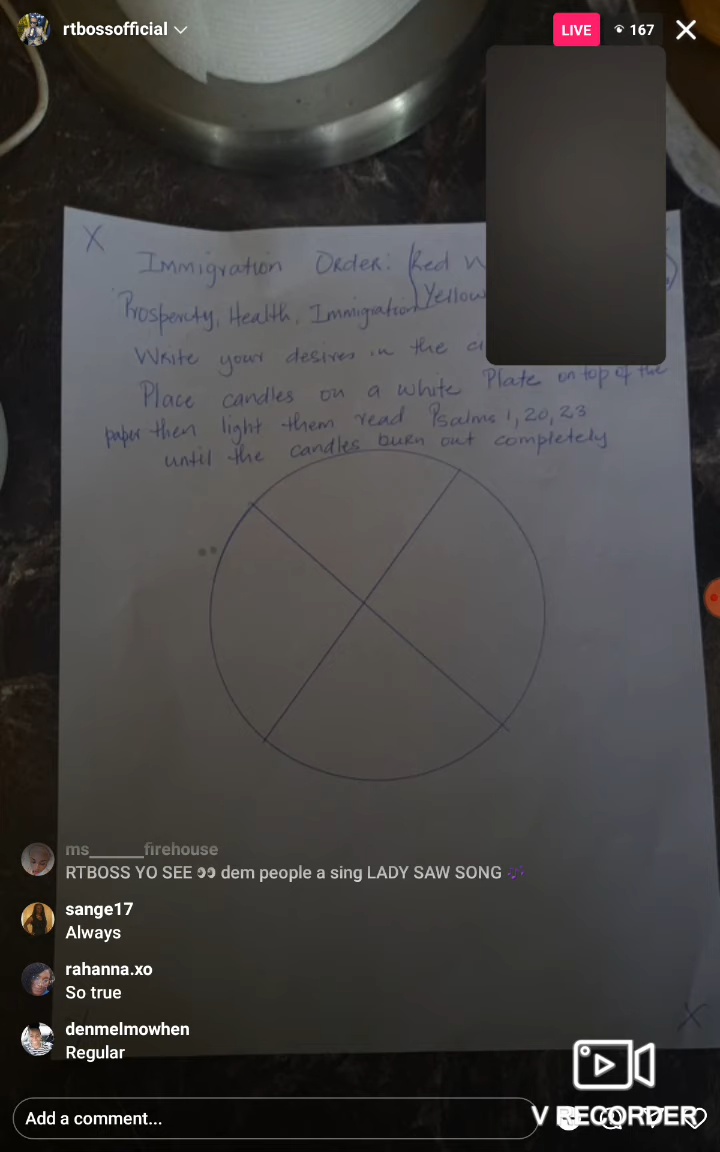 rtbossofficial
LIVE
167
X
Immigration Order: (Red
Yellow
Prosperity, Health, Immigration
Write your desires in the
Place candles on a white Plate on top of the
paper then light them read Psalms 1, 20, 23
until the candles burn out completely
ms______firehouse
RTBOSS YO SEE 👀 dem people a sing LADY SAW SONG 🎶
sange17
Always
rahanna.xo
So true
denmelmowhen
Regular
X
Add a comment...
V RECORDER